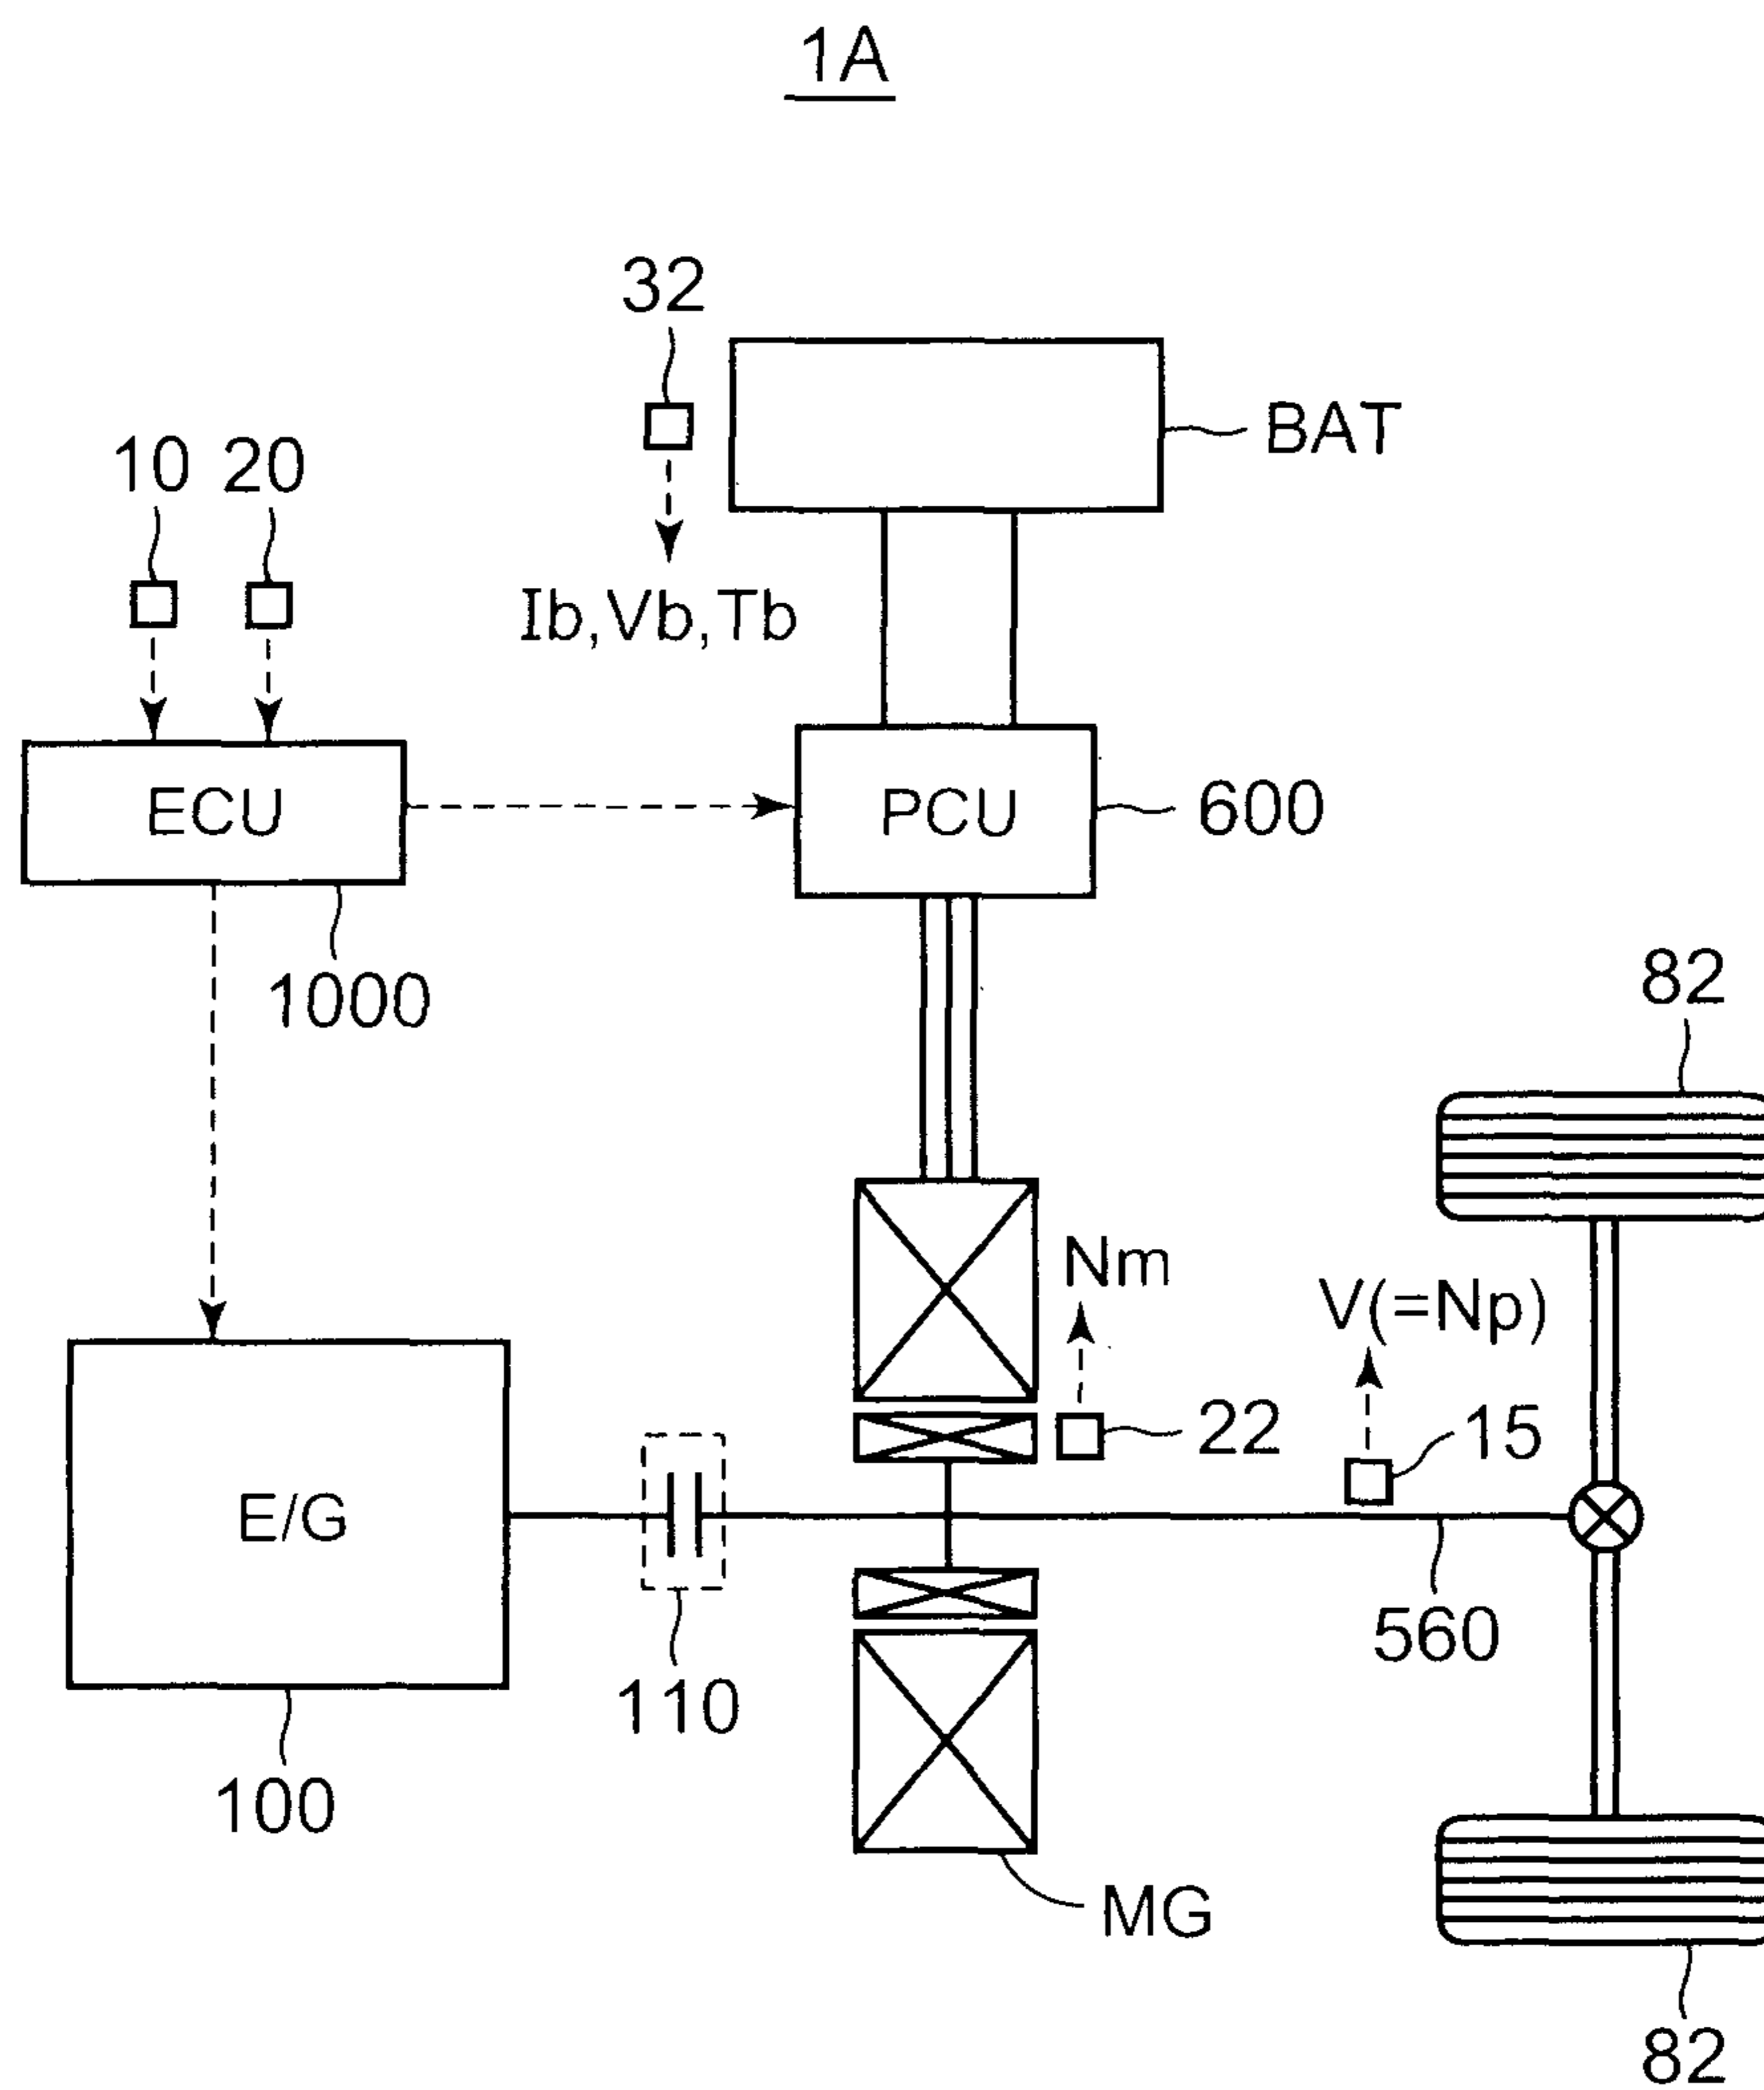 1A
32
BAT
10 20
Ib,Vb,Tb
ECU
PCU
600
1000
82
Nm
V(=Np)
22
15
E/G
560
110
100
MG
82